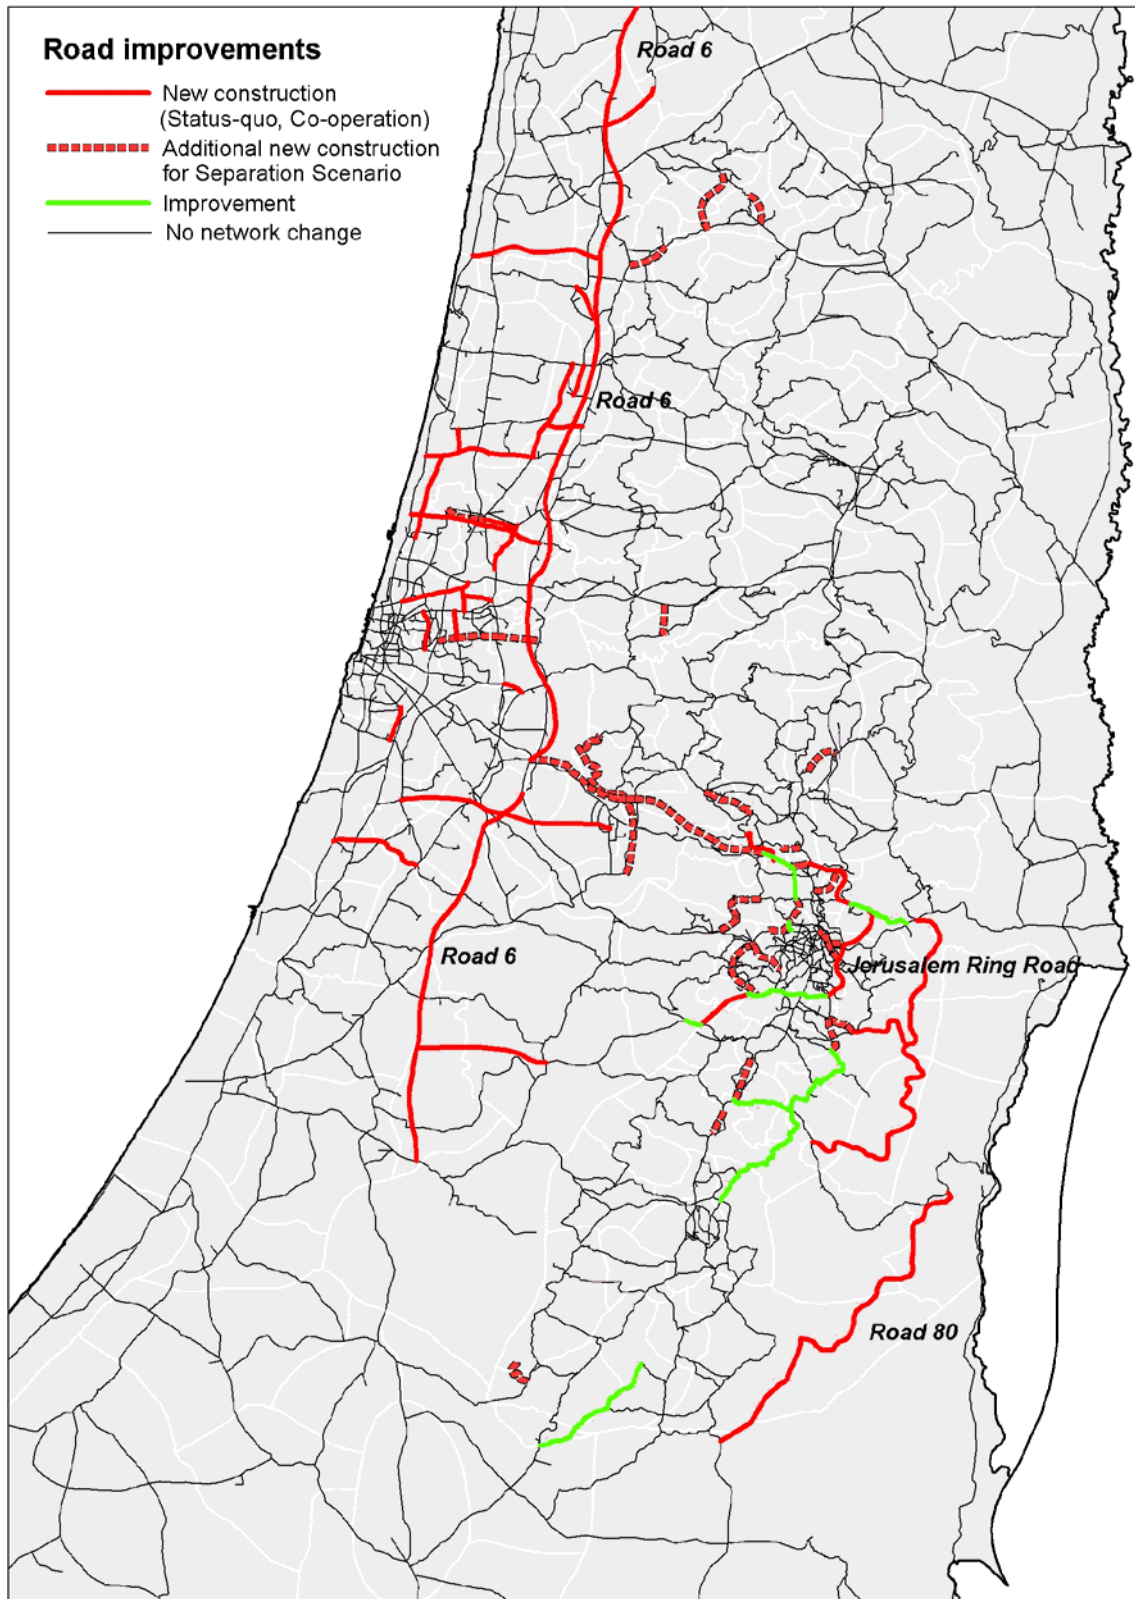 Road improvements
New construction
(Status-quo, Co-operation)
Additional new construction
for Separation Scenario
Improvement
No network change
Road 6
Road 6
Road 6
Jerusalem Ring Road
Road 80